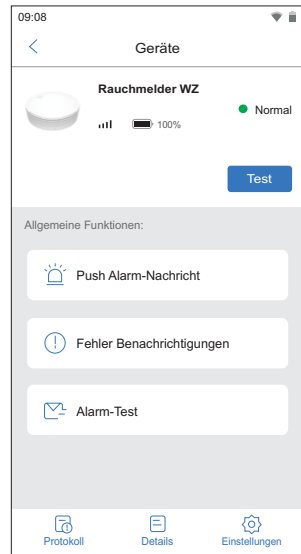 09:08
Geräte
Rauchmelder WZ
100%
Normal
Test
Allgemeine Funktionen:
Push Alarm-Nachricht
Fehler Benachrichtigungen
Alarm-Test
Protokoll
Details
Einstellungen